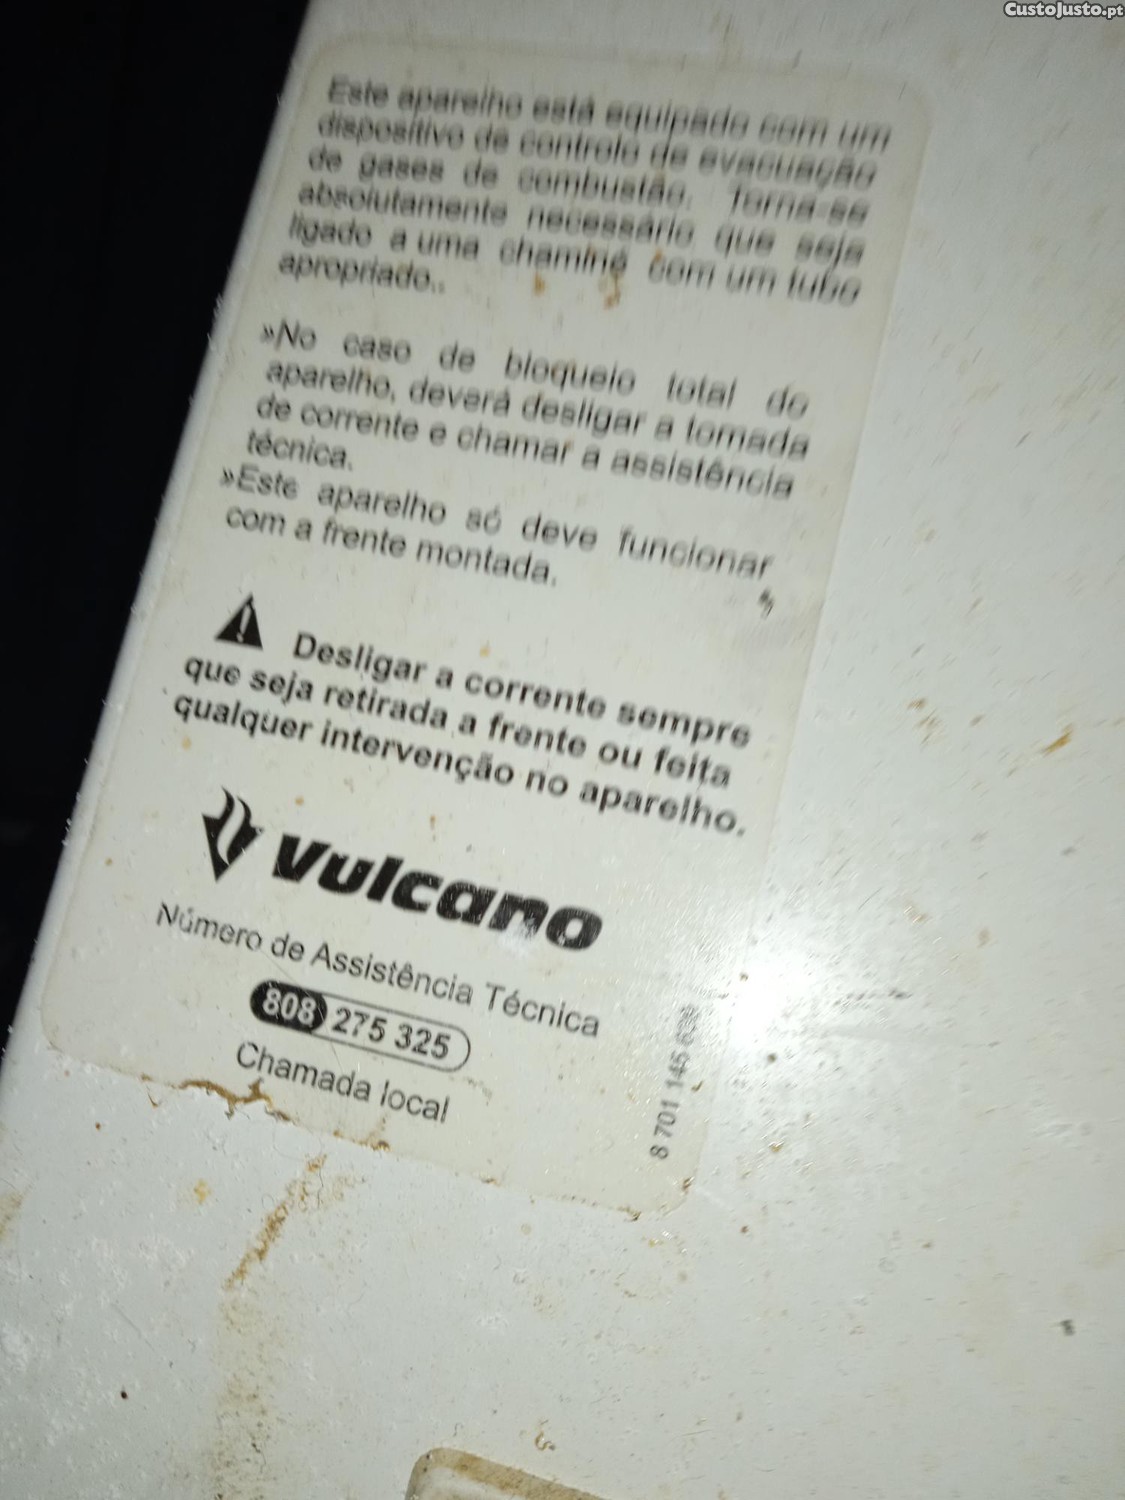 CustoJusto.pt
Este aparelho está equipado com um
dispositivo de controlo de evacuação
de gases de combustão. Torna-se
absolutamente necessário que seja
ligado a uma chaminé com um tubo
apropriado..
»No caso de bloqueio total do
aparelho, deverá desligar a tomada
de corrente e chamar a assistência
técnica.
»Este aparelho só deve funcionar
com a frente montada.
Desligar a corrente sempre
que seja retirada a frente ou feita
qualquer intervenção no aparelho.
Vulcano
Número de Assistência Técnica
808 275 325
Chamada local
8 701 145